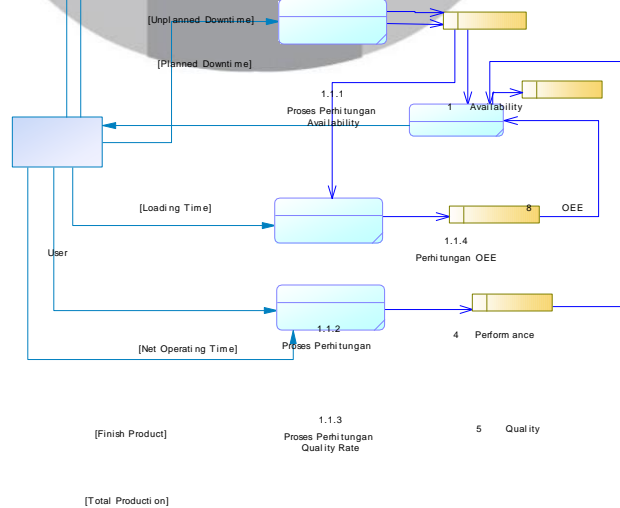 [Unplanned Downtime]
[Planned Downtime]
1.1.1
Proses Perhitungan
Availability
1 Availability
[Loading Time]
8 OEE
1.1.4
Perhitungan OEE
User
1.1.2
Proses Perhitungan
4 Performance
[Net Operating Time]
1.1.3
Proses Perhitungan
Quality Rate
5 Quality
[Finish Product]
[Total Production]